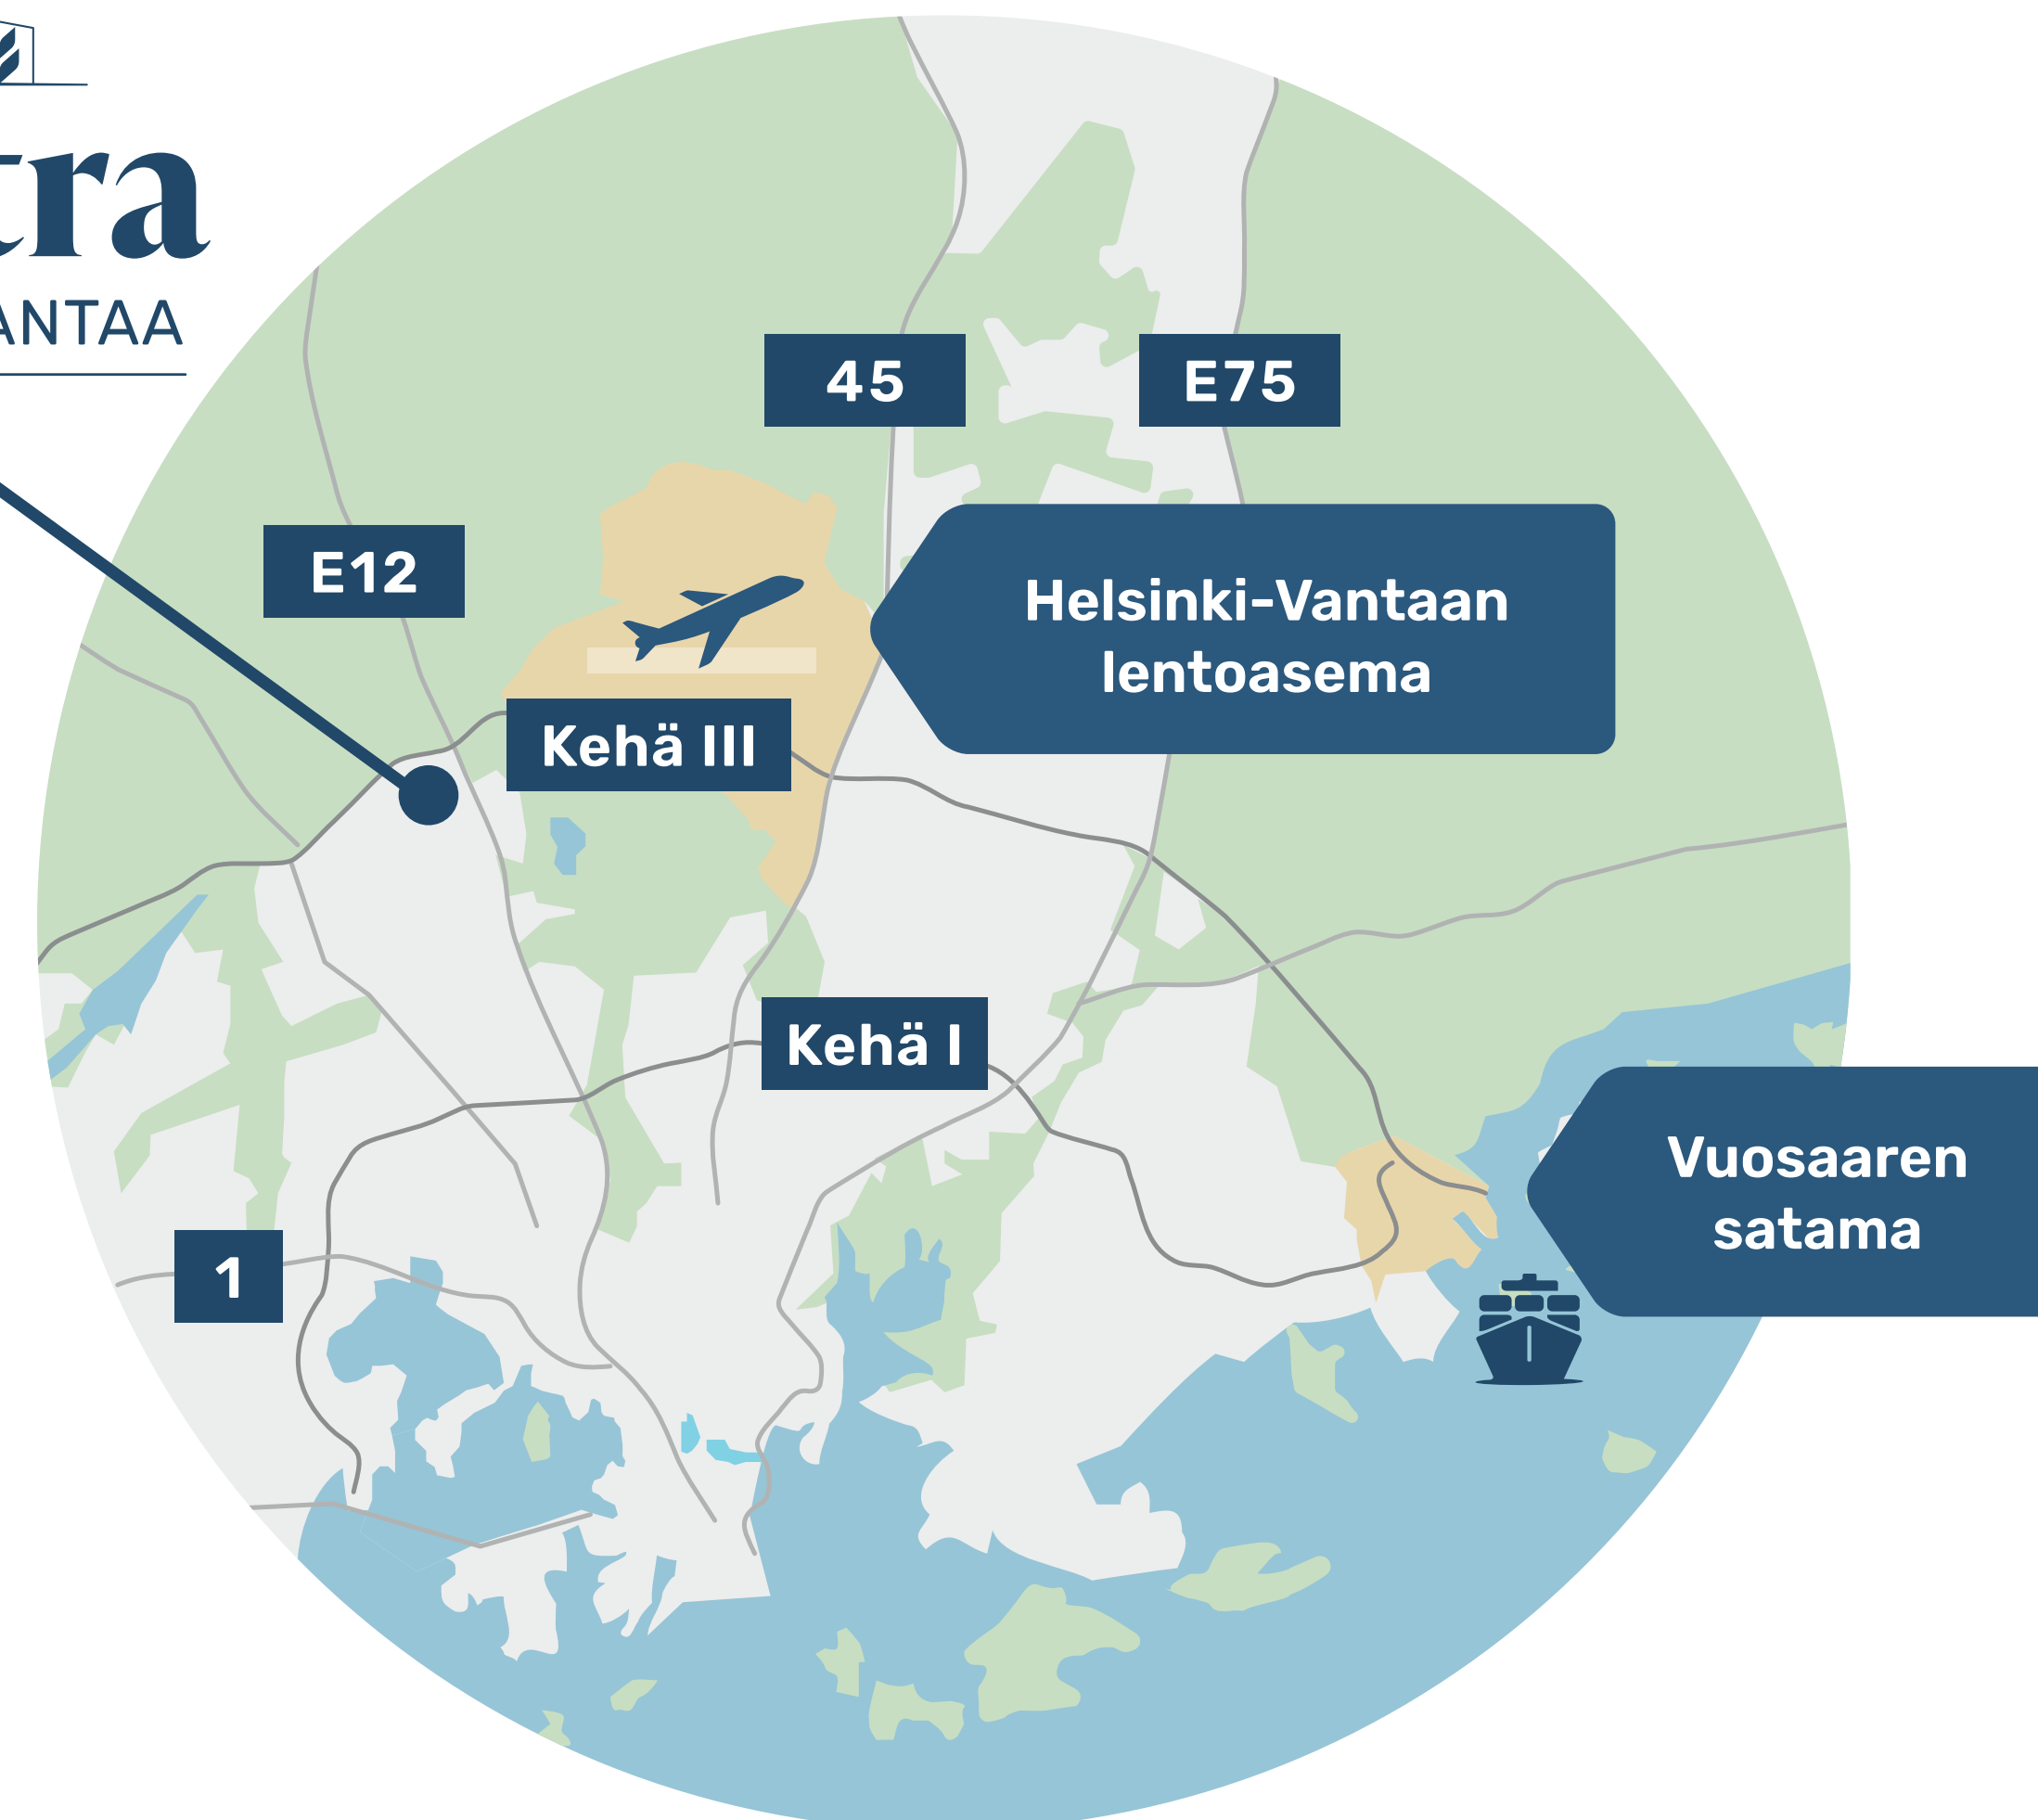 tra
ANTAA
45
E75
E12
Helsinki-Vantaan
lentoasema
Kehä III
Kehä I
Vuosaaren
satama
1